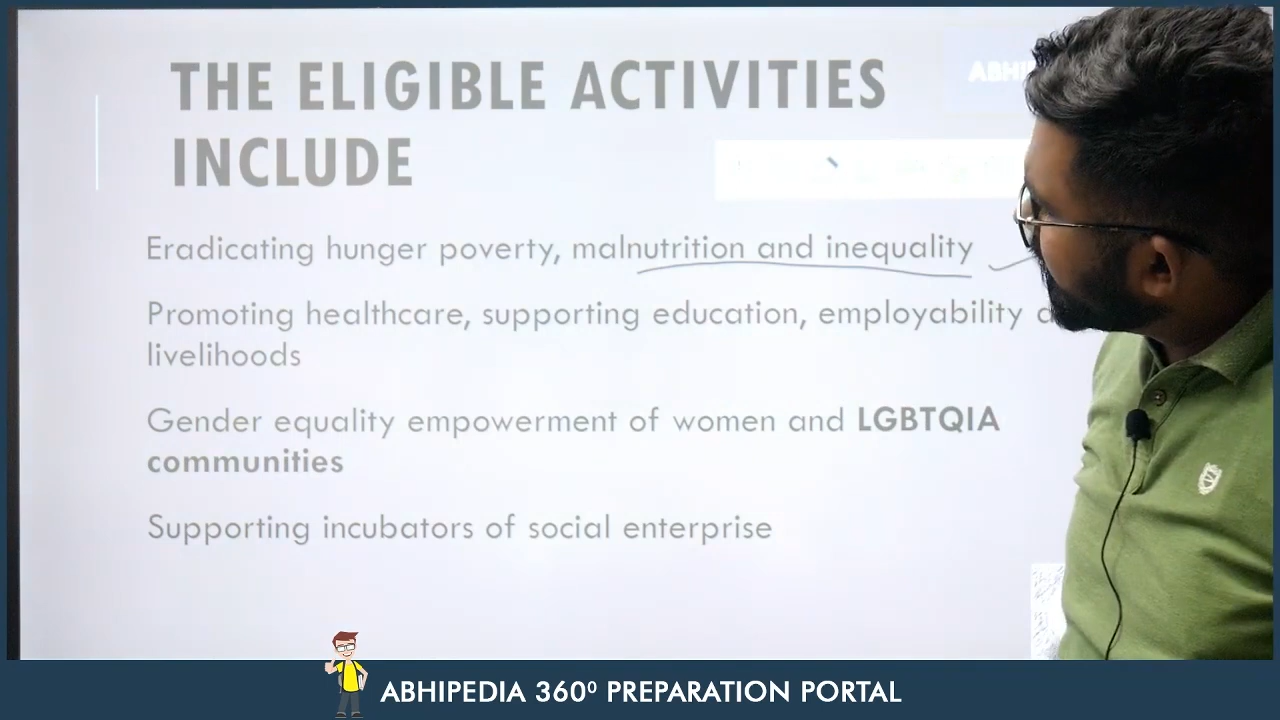 THE ELIGIBLE ACTIVITIES
INCLUDE
Eradicating hunger poverty, malnutrition and inequality
Promoting healthcare, supporting education, employability
livelihoods
Gender equality empowerment of women and LGBTQIA
communities
Supporting incubators of social enterprise
ABHIPEDIA 360⁰ PREPARATION PORTAL